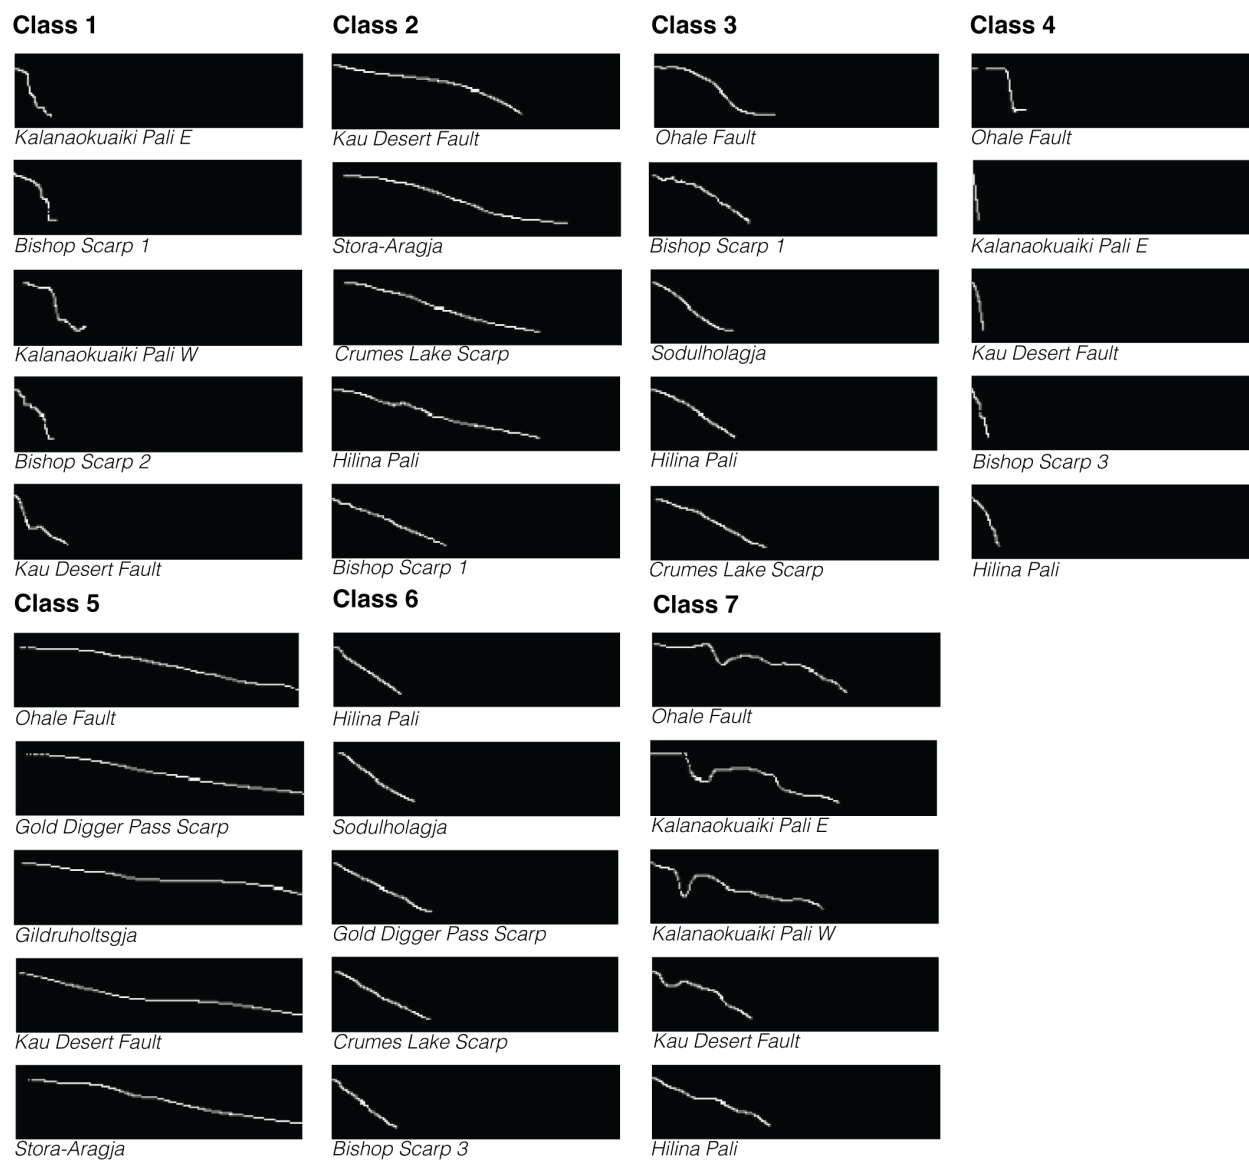 Class 1
Kalanaokuaiki Pali E
Bishop Scarp 1
Kalanaokuaiki Pali W
Bishop Scarp 2
Kau Desert Fault
Class 2
Kau Desert Fault
Stora-Aragja
Crumes Lake Scarp
Hilina Pali
Bishop Scarp 1
Class 3
Ohale Fault
Bishop Scarp 1
Sodulholagja
Hilina Pali
Crumes Lake Scarp
Class 4
Ohale Fault
Kalanaokuaiki Pali E
Kau Desert Fault
Bishop Scarp 3
Hilina Pali
Class 5
Ohale Fault
Gold Digger Pass Scarp
Gildruholtsgja
Kau Desert Fault
Stora-Aragja
Class 6
Hilina Pali
Sodulholagja
Gold Digger Pass Scarp
Crumes Lake Scarp
Bishop Scarp 3
Class 7
Ohale Fault
Kalanaokuaiki Pali E
Kalanaokuaiki Pali W
Kau Desert Fault
Hilina Pali